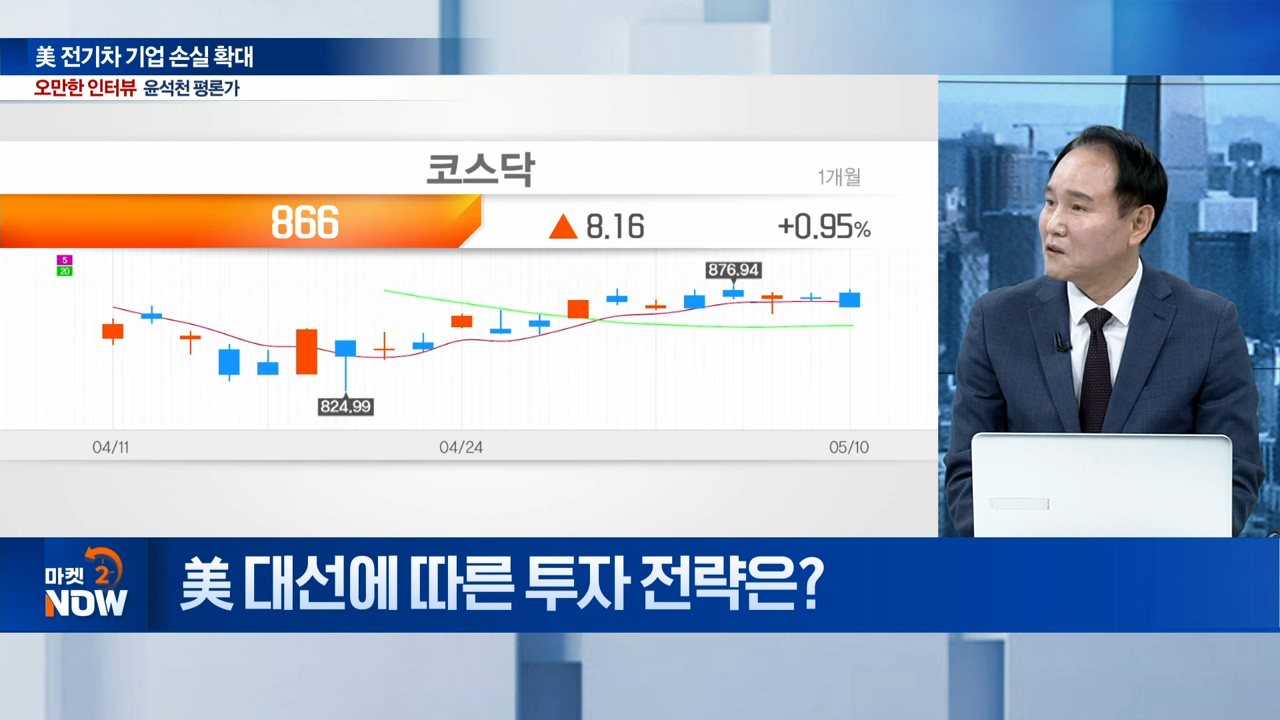 美 전기차 기업 손실 확대
오만한 인터뷰 윤석천 평론가
코스닥
1개월
866 ▲ 8.16 +0.95%
5
20
876.94
824.99
04/11 04/24 05/10
마켓 2
NOW
美 대선에 따른 투자 전략은?